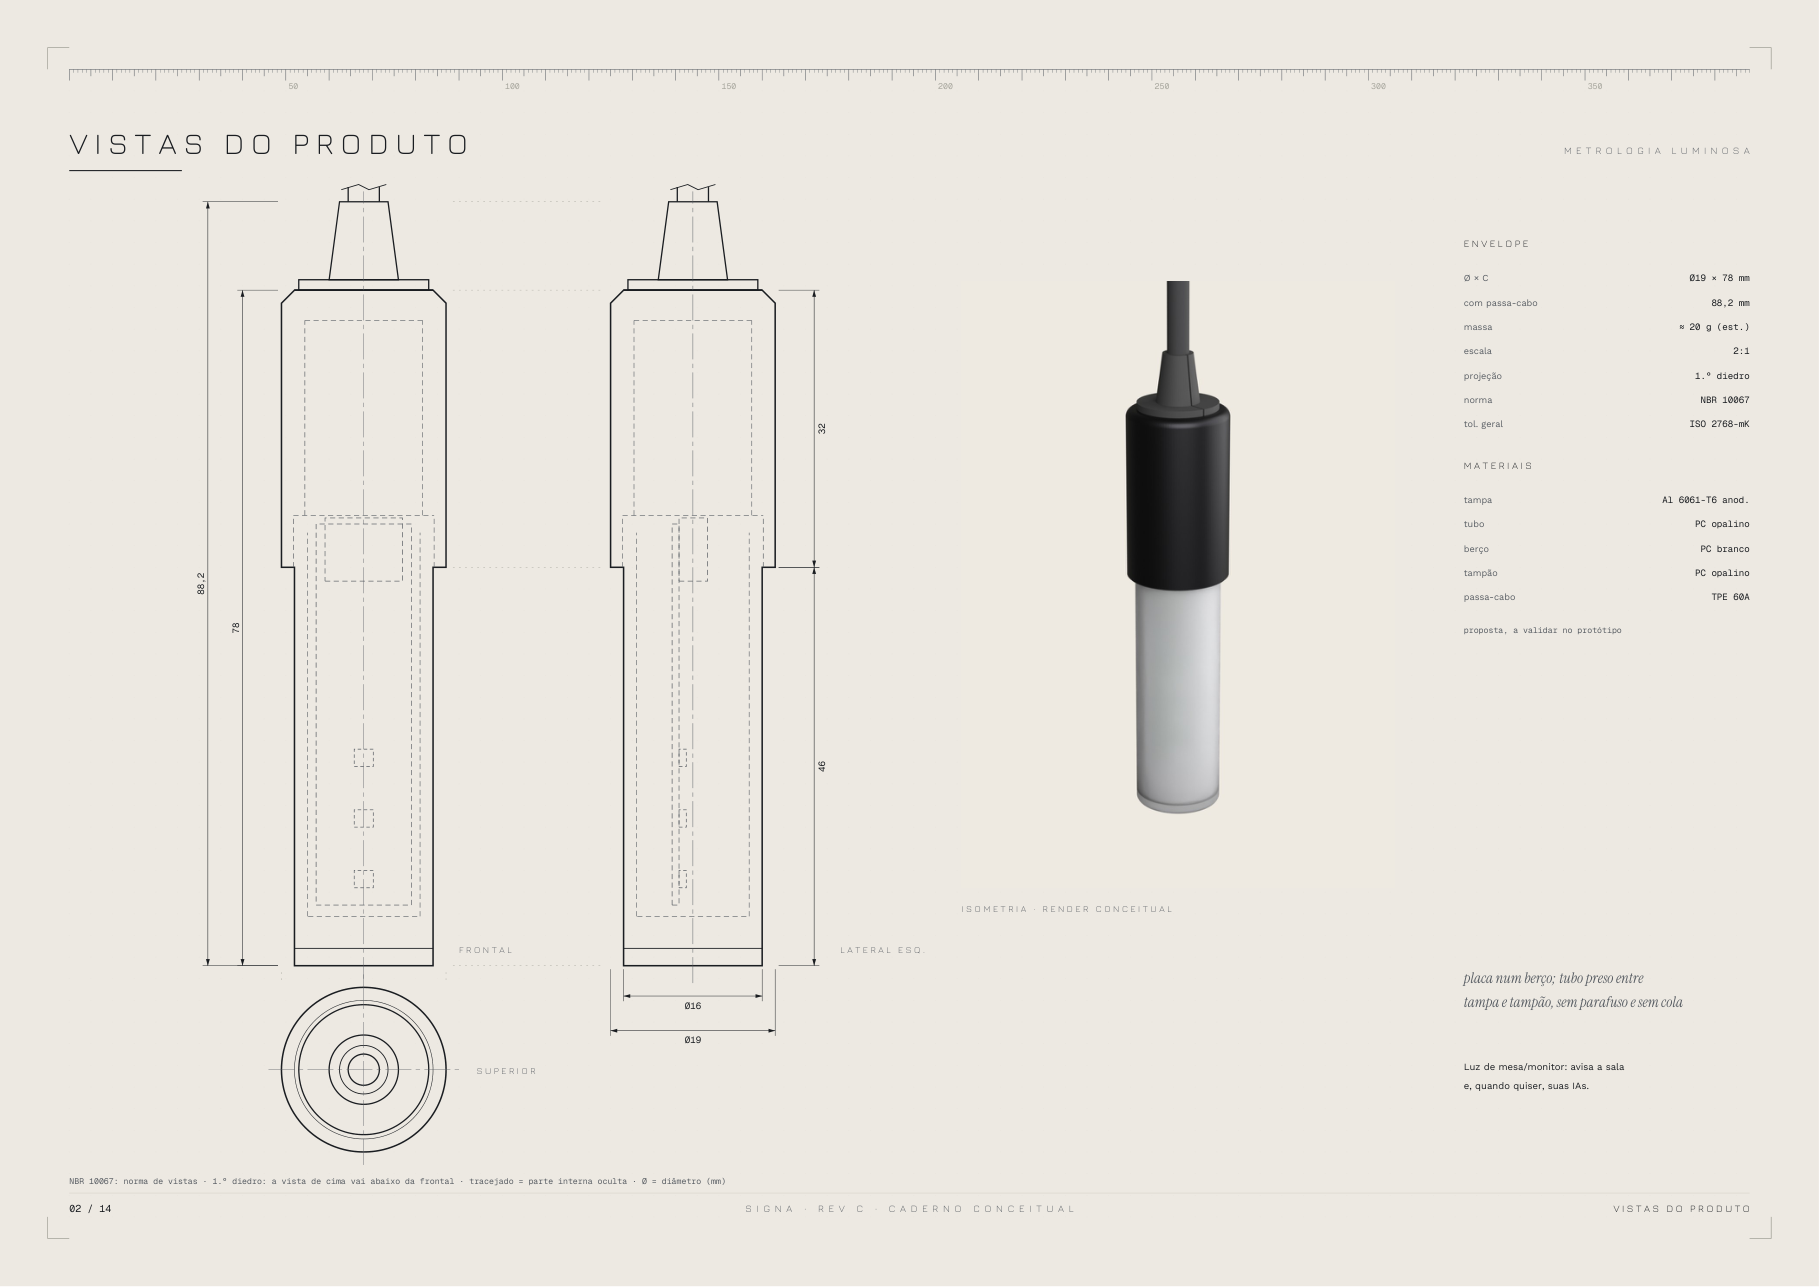 50 100 150 200 250 300 350
VISTAS DO PRODUTO
METROLOGIA LUMINOSA
88.2
78
32
46
FRONTAL
LATERAL ESQ.
Ø16
Ø19
SUPERIOR
ISOMETRIA · RENDER CONCEITUAL
ENVELOPE
Ø × C Ø19 × 78 mm
com passa-cabo 88,2 mm
massa ≈ 20 g (est.)
escala 2:1
projeção 1.º diedro
norma NBR 10067
tol. geral ISO 2768-mK
MATERIAIS
tampa Al 6061-T6 anod.
tubo PC opalino
berço PC branco
tampão PC opalino
passa-cabo TPE 60A
proposta, a validar no protótipo
placa num berço; tubo preso entre
tampa e tampão, sem parafuso e sem cola
Luz de mesa/monitor: avisa a sala
e, quando quiser, suas IAs.
NBR 10067: norma de vistas · 1.º diedro: a vista de cima vai abaixo da frontal · tracejado = parte interna oculta · Ø = diâmetro (mm)
02 / 14
SIGNA · REV C · CADERNO CONCEITUAL
VISTAS DO PRODUTO